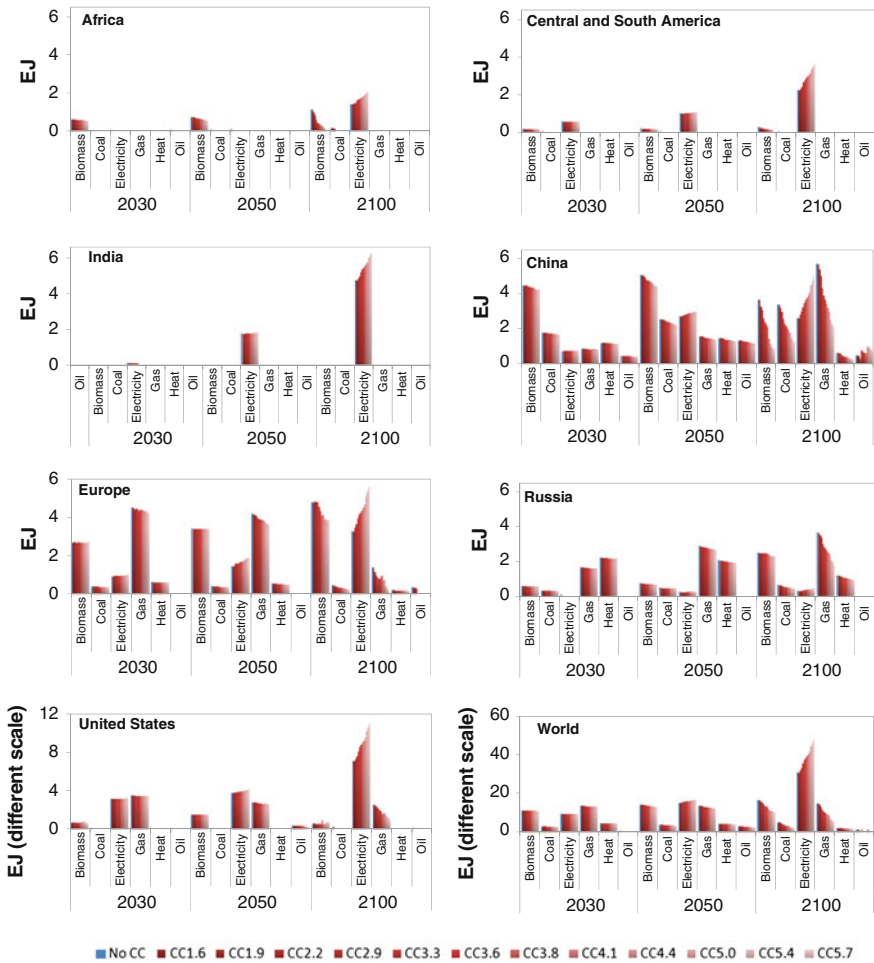 Africa
EJ
6
4
2
0
Biomass Coal Electricity Gas Heat Oil Biomass Coal Electricity Gas Heat Oil Biomass Coal Electricity Gas Heat Oil
2030 2050 2100
Central and South America
EJ
6
4
2
0
Biomass Coal Electricity Gas Heat Oil Biomass Coal Electricity Gas Heat Oil Biomass Coal Electricity Gas Heat Oil
2030 2050 2100
India
EJ
6
4
2
0
Oil Biomass Coal Electricity Gas Heat Oil Biomass Coal Electricity Gas Heat Oil Biomass Coal Electricity Gas Heat Oil
2030 2050 2100
China
EJ
6
4
2
0
Biomass Coal Electricity Gas Heat Oil Biomass Coal Electricity Gas Heat Oil Biomass Coal Electricity Gas Heat Oil
2030 2050 2100
Europe
EJ
6
4
2
0
Biomass Coal Electricity Gas Heat Oil Biomass Coal Electricity Gas Heat Oil Biomass Coal Electricity Gas Heat Oil
2030 2050 2100
Russia
EJ
6
4
2
0
Biomass Coal Electricity Gas Heat Oil Biomass Coal Electricity Gas Heat Oil Biomass Coal Electricity Gas Heat Oil
2030 2050 2100
United States
EJ (different scale)
12
8
4
0
Biomass Coal Electricity Gas Heat Oil Biomass Coal Electricity Gas Heat Oil Biomass Coal Electricity Gas Heat Oil
2030 2050 2100
World
EJ (different scale)
60
40
20
0
Biomass Coal Electricity Gas Heat Oil Biomass Coal Electricity Gas Heat Oil Biomass Coal Electricity Gas Heat Oil
2030 2050 2100
No CC CC1.6 CC1.9 CC2.2 CC2.9 CC3.3 CC3.6 CC3.8 CC4.1 CC4.4 CC5.0 CC5.4 CC5.7